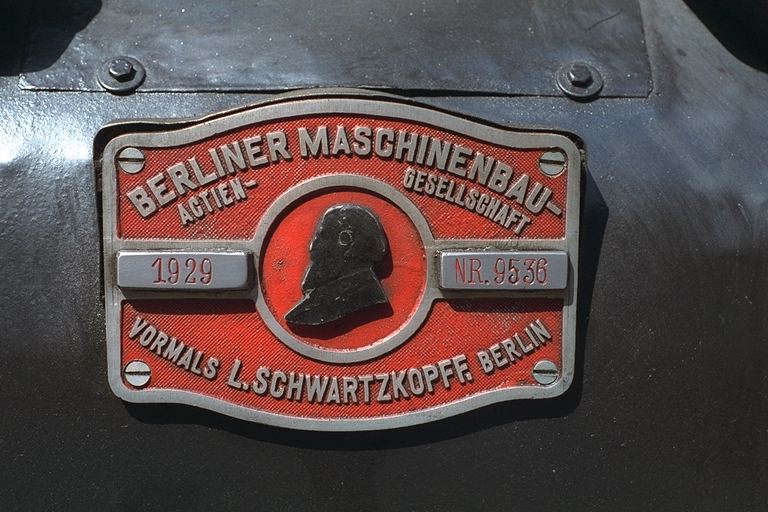 BERLINER MASCHINENBAU-
ACTIEN- GESELLSCHAFT
1929 NR. 9536
VORMALS L. SCHWARTZKOPFF. BERLIN